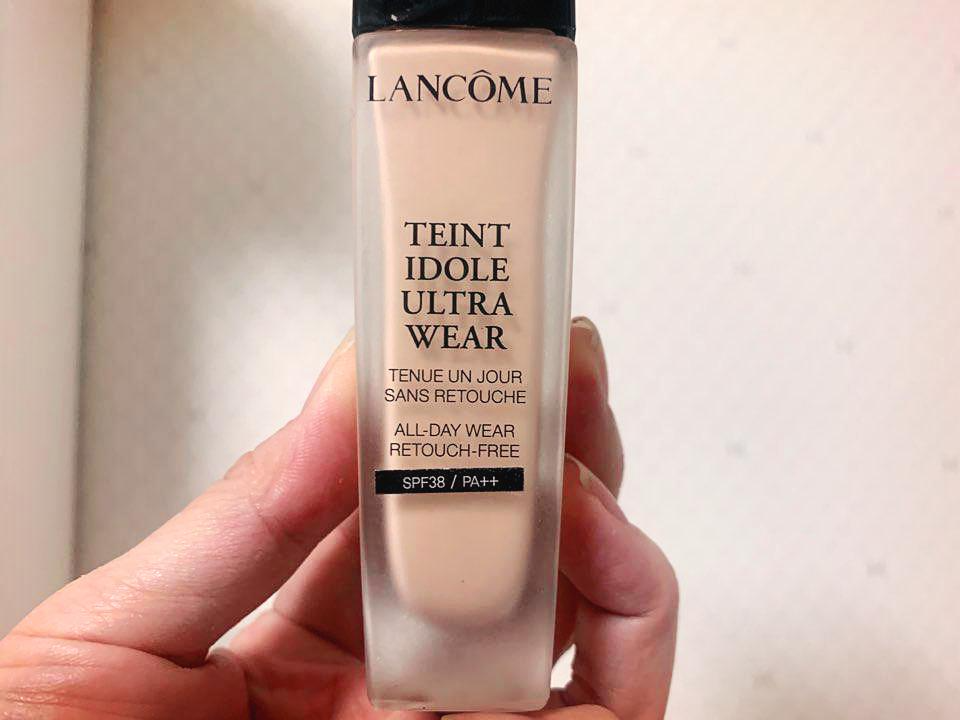 LANCÔME
TEINT
IDOLE
ULTRA
WEAR
TENUE UN JOUR
SANS RETOUCHE
ALL-DAY WEAR
RETOUCH-FREE
SPF38 / PA++